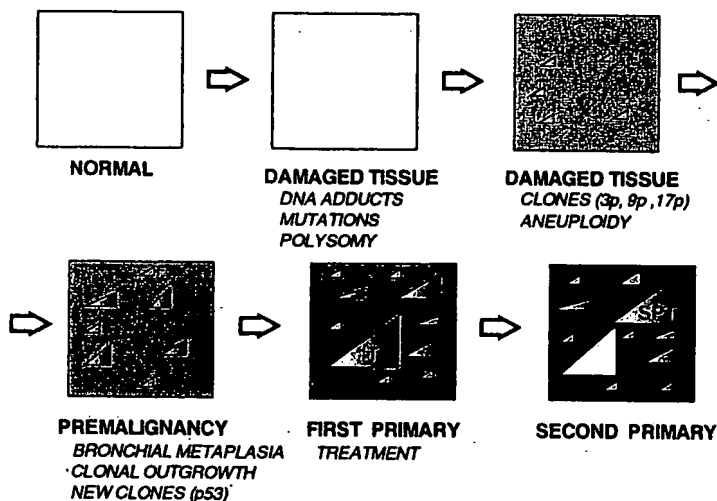 NORMAL
DAMAGED TISSUE
DNA ADDUCTS
MUTATIONS
POLYSOMY
DAMAGED TISSUE
CLONES (3p, 9p ,17p)
ANEUPLOIDY
PREMALIGNANCY
BRONCHIAL METAPLASIA
CLONAL OUTGROWTH
NEW CLONES (p53)
FIRST PRIMARY
TREATMENT
SPT
SECOND PRIMARY